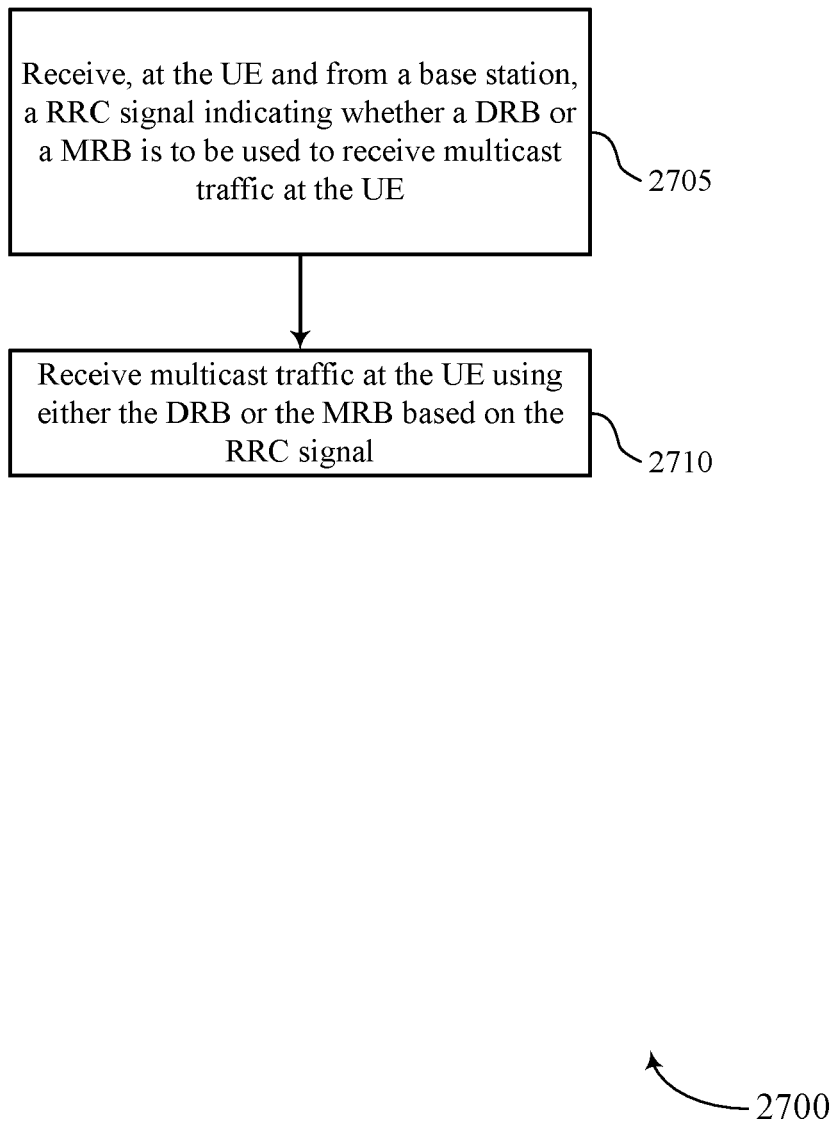 Receive, at the UE and from a base station,
a RRC signal indicating whether a DRB or
a MRB is to be used to receive multicast
traffic at the UE
2705
Receive multicast traffic at the UE using
either the DRB or the MRB based on the
RRC signal
2710
2700